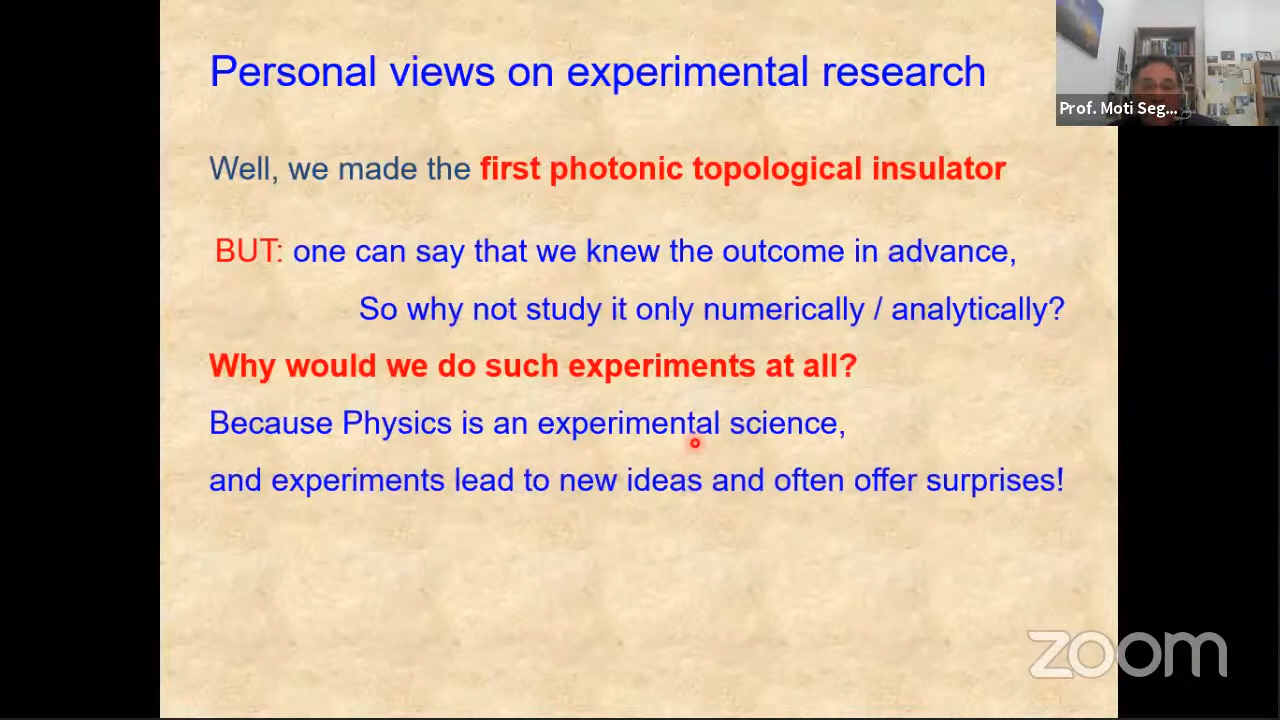 Personal views on experimental research
Prof. Moti Seg...
Well, we made the first photonic topological insulator
BUT: one can say that we knew the outcome in advance,
So why not study it only numerically / analytically?
Why would we do such experiments at all?
Because Physics is an experimental science,
and experiments lead to new ideas and often offer surprises!
zoom